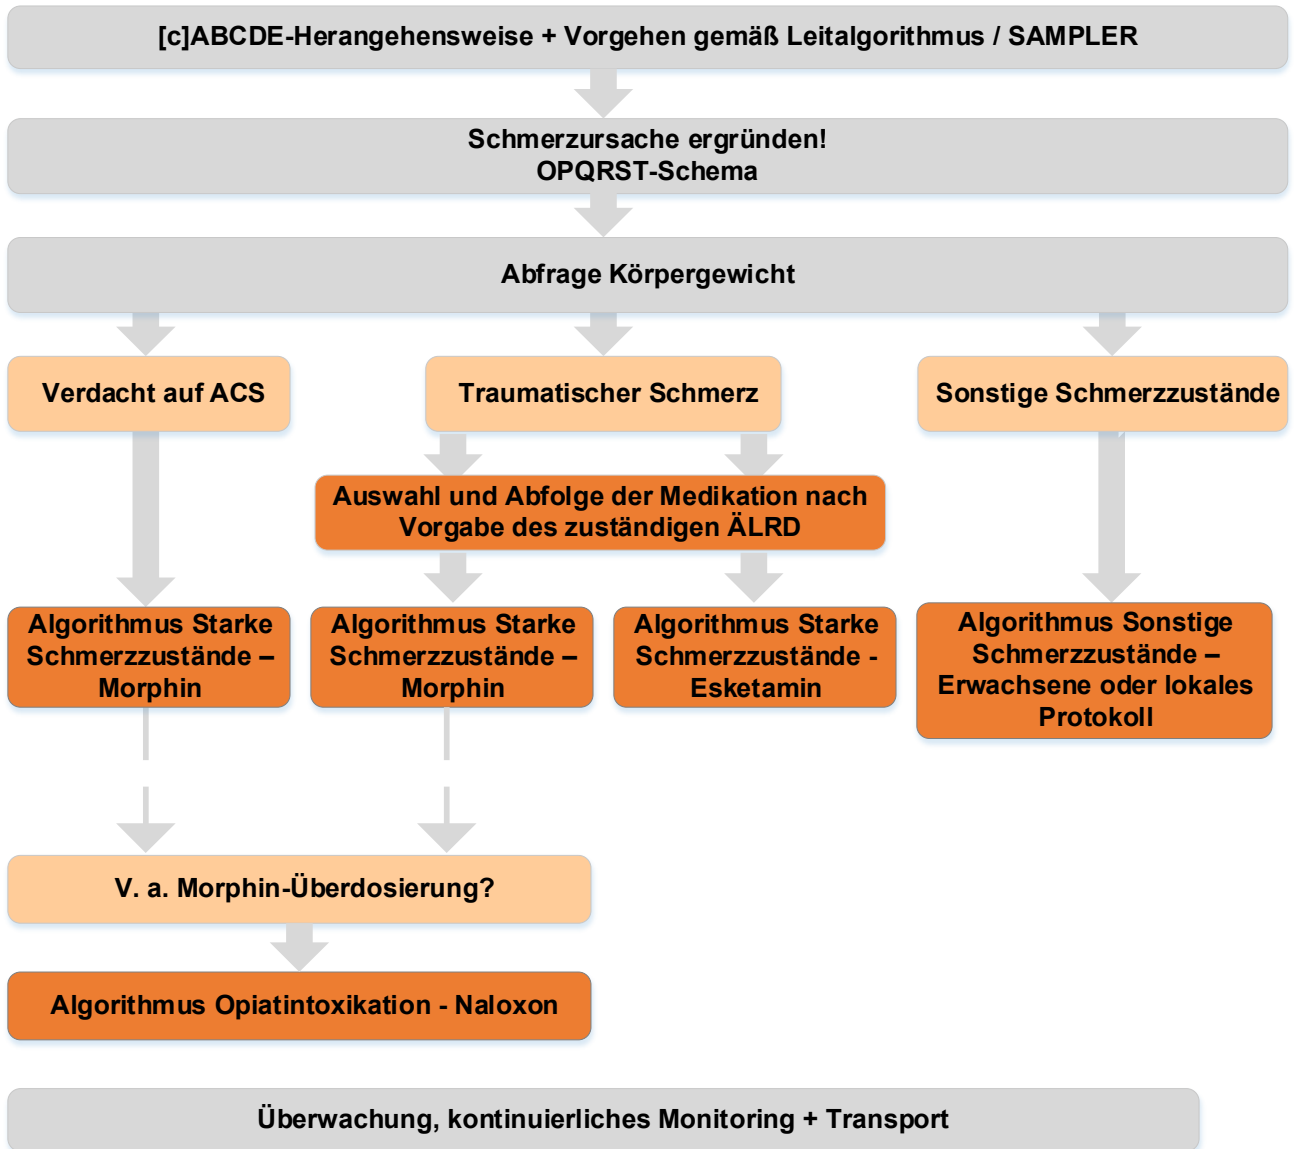 [c]ABCDE-Herangehensweise + Vorgehen gemäß Leitalgorithmus / SAMPLER
Schmerzursache ergründen!
OPQRST-Schema
Abfrage Körpergewicht
Verdacht auf ACS
Traumatischer Schmerz
Sonstige Schmerzzustände
Auswahl und Abfolge der Medikation nach
Vorgabe des zuständigen ÄLRD
Algorithmus Starke
Schmerzzustände –
Morphin
Algorithmus Starke
Schmerzzustände –
Morphin
Algorithmus Starke
Schmerzzustände -
Esketamin
Algorithmus Sonstige
Schmerzzustände –
Erwachsene oder lokales
Protokoll
V. a. Morphin-Überdosierung?
Algorithmus Opiatintoxikation - Naloxon
Überwachung, kontinuierliches Monitoring + Transport